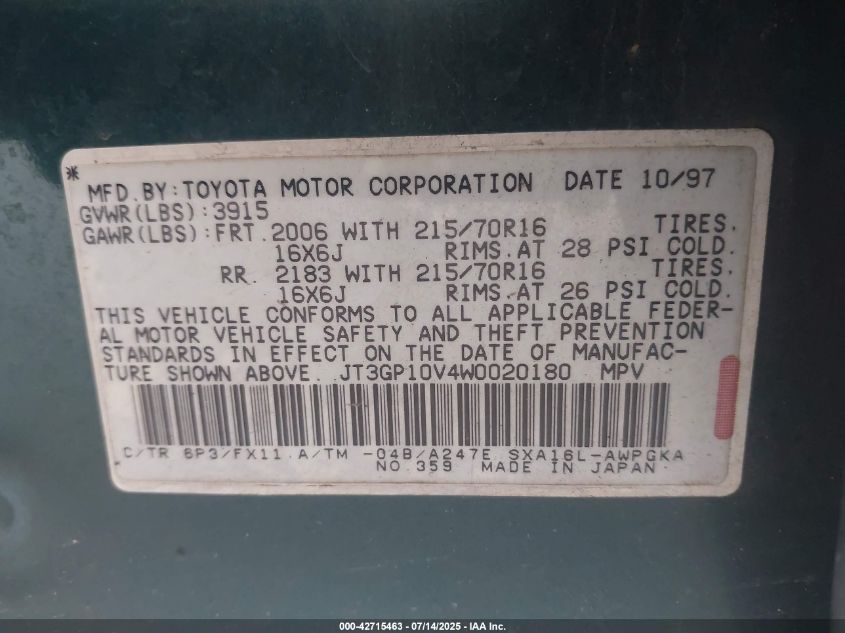 *
MFD.BY:TOYOTA MOTOR CORPORATION DATE 10/97
GVWR(LBS):3915
GAWR(LBS):FRT.2006 WITH 215/70R16 TIRES.
16X6J RIMS.AT 28 PSI COLD.
RR. 2183 WITH 215/70R16 TIRES.
16X6J RIMS.AT 26 PSI COLD.
THIS VEHICLE CONFORMS TO ALL APPLICABLE FEDER-
AL MOTOR VEHICLE SAFETY AND THEFT PREVENTION
STANDARDS IN EFFECT ON THE DATE OF MANUFAC-
TURE SHOWN ABOVE. JT3GP10V4W0020180 MPV
C/TR 6P3/FX11 A/TM -04B/A247E SXA16L-AWPGKA
NO.359 MADE IN JAPAN
000-42715463 - 07/14/2025 - IAA Inc.